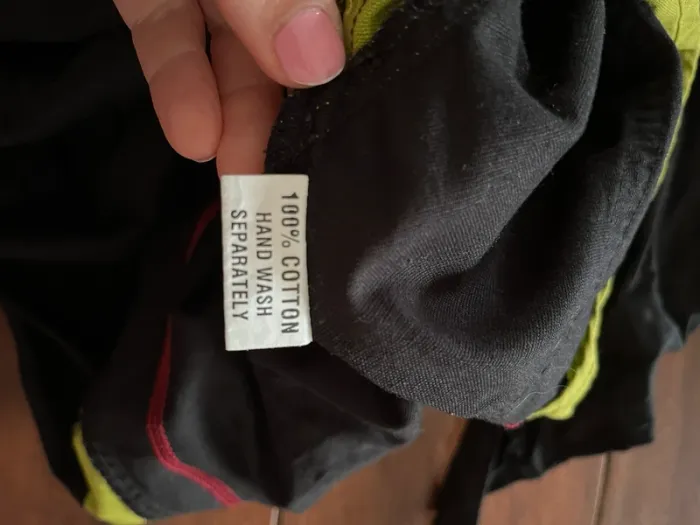 100% COTTON
HAND WASH
SEPARATELY